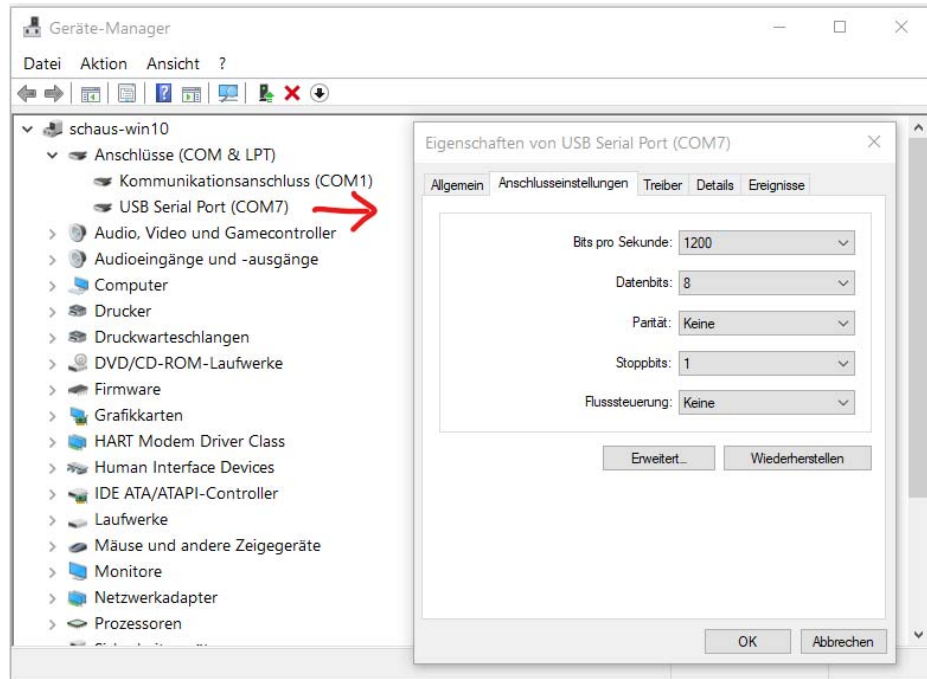 Geräte-Manager
Datei Aktion Ansicht ?
schaus-win10
Anschlüsse (COM & LPT)
Kommunikationsanschluss (COM1)
USB Serial Port (COM7)
Audio, Video und Gamecontroller
Audioeingänge und -ausgänge
Computer
Drucker
Druckwarteschlangen
DVD/CD-ROM-Laufwerke
Firmware
Grafikkarten
HART Modem Driver Class
Human Interface Devices
IDE ATA/ATAPI-Controller
Laufwerke
Mäuse und andere Zeigegeräte
Monitore
Netzwerkadapter
Prozessoren
Eigenschaften von USB Serial Port (COM7)
Allgemein Anschlusseinstellungen Treiber Details Ereignisse
Bits pro Sekunde: 1200
Datenbits: 8
Parität: Keine
Stoppbits: 1
Flusssteuerung: Keine
Erweitert... Wiederherstellen
OK Abbrechen